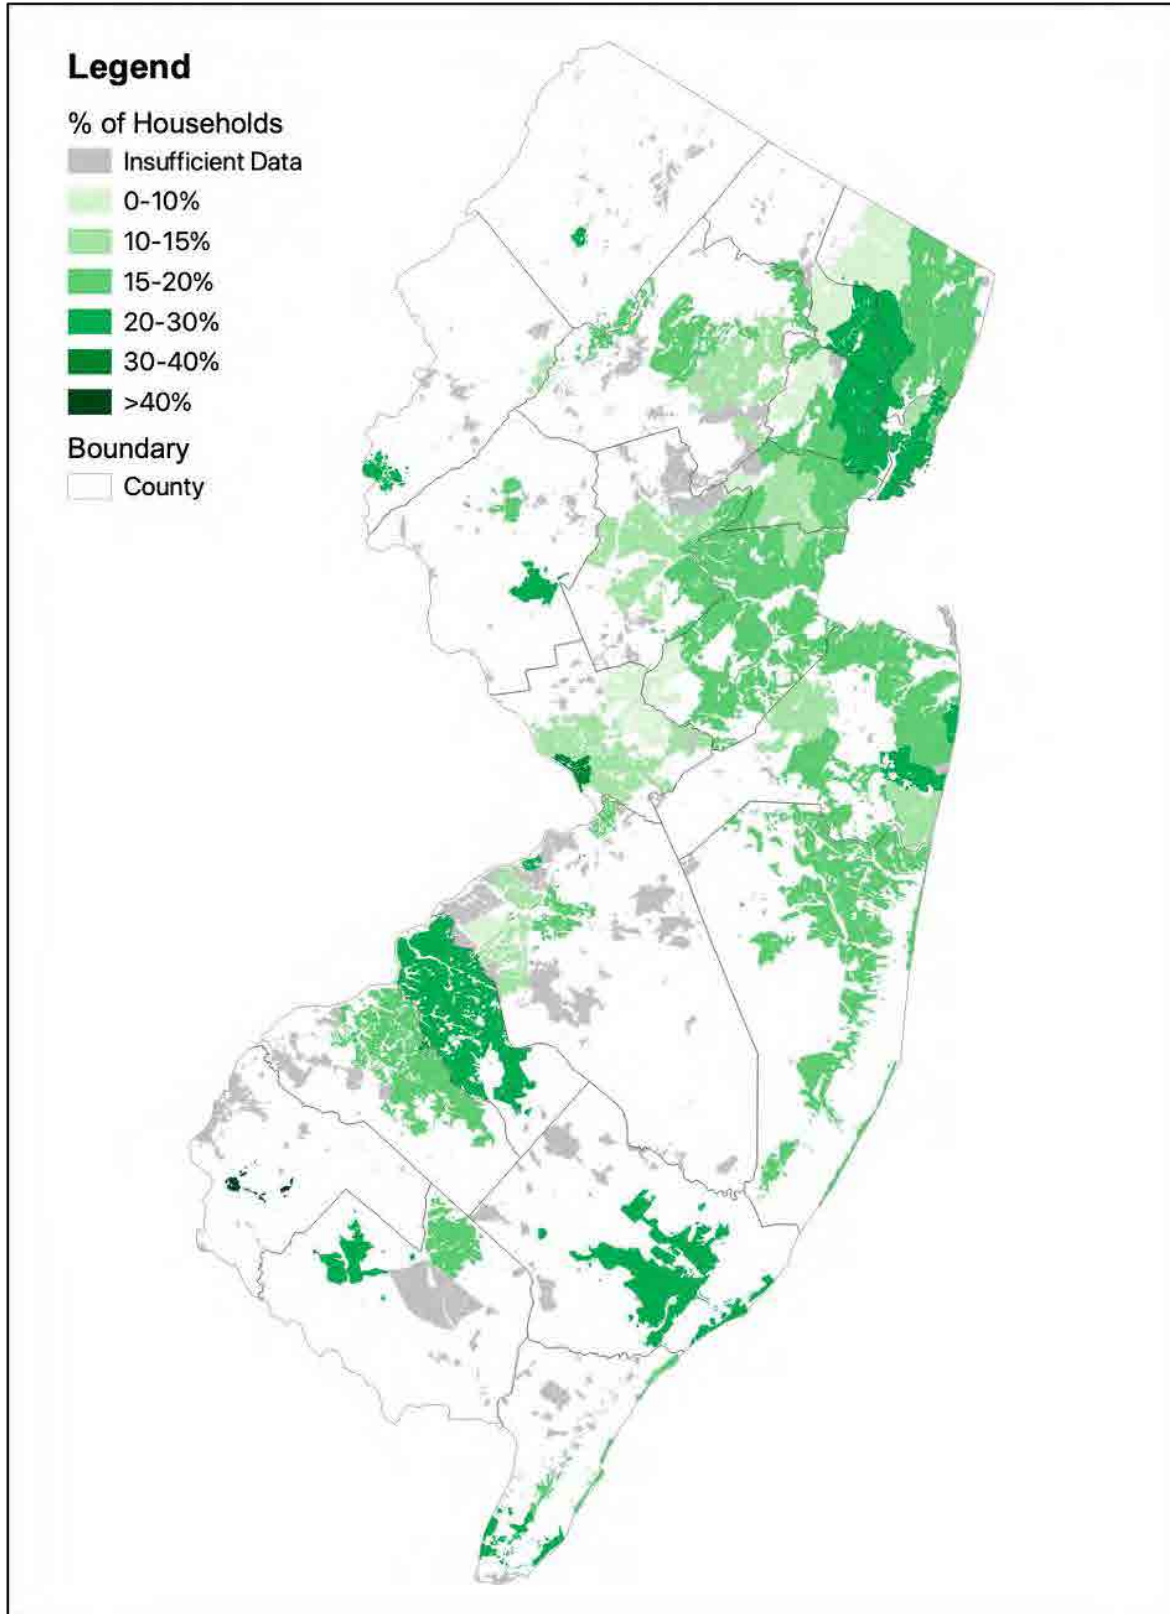 Legend
% of Households
Insufficient Data
0-10%
10-15%
15-20%
20-30%
30-40%
>40%
Boundary
County